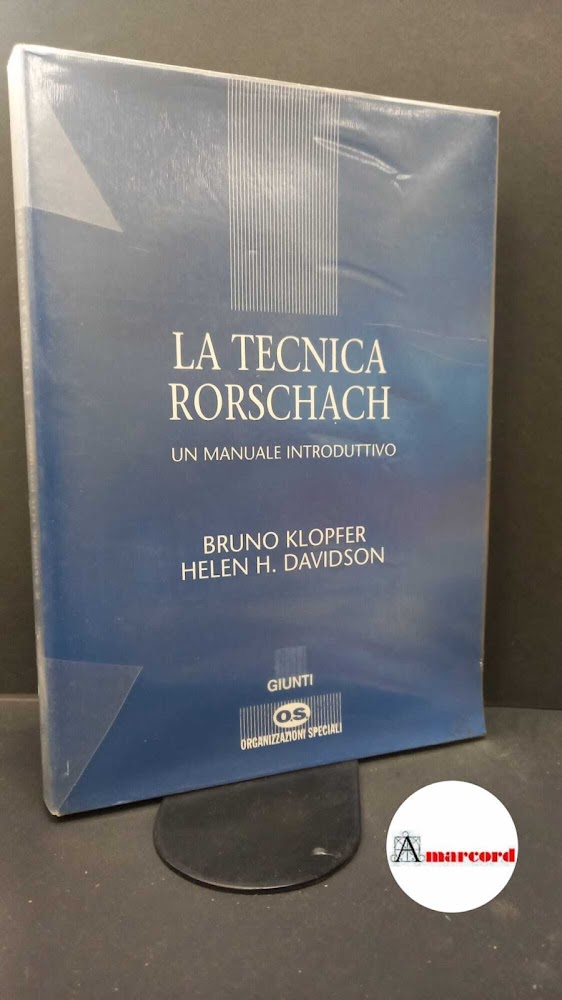 LA TECNICA
RORSCHACH
UN MANUALE INTRODUTTIVO
BRUNO KLOPFER
HELEN H. DAVIDSON
GIUNTI
O.S
ORGANIZZAZIONI SPECIALI
Amarcord